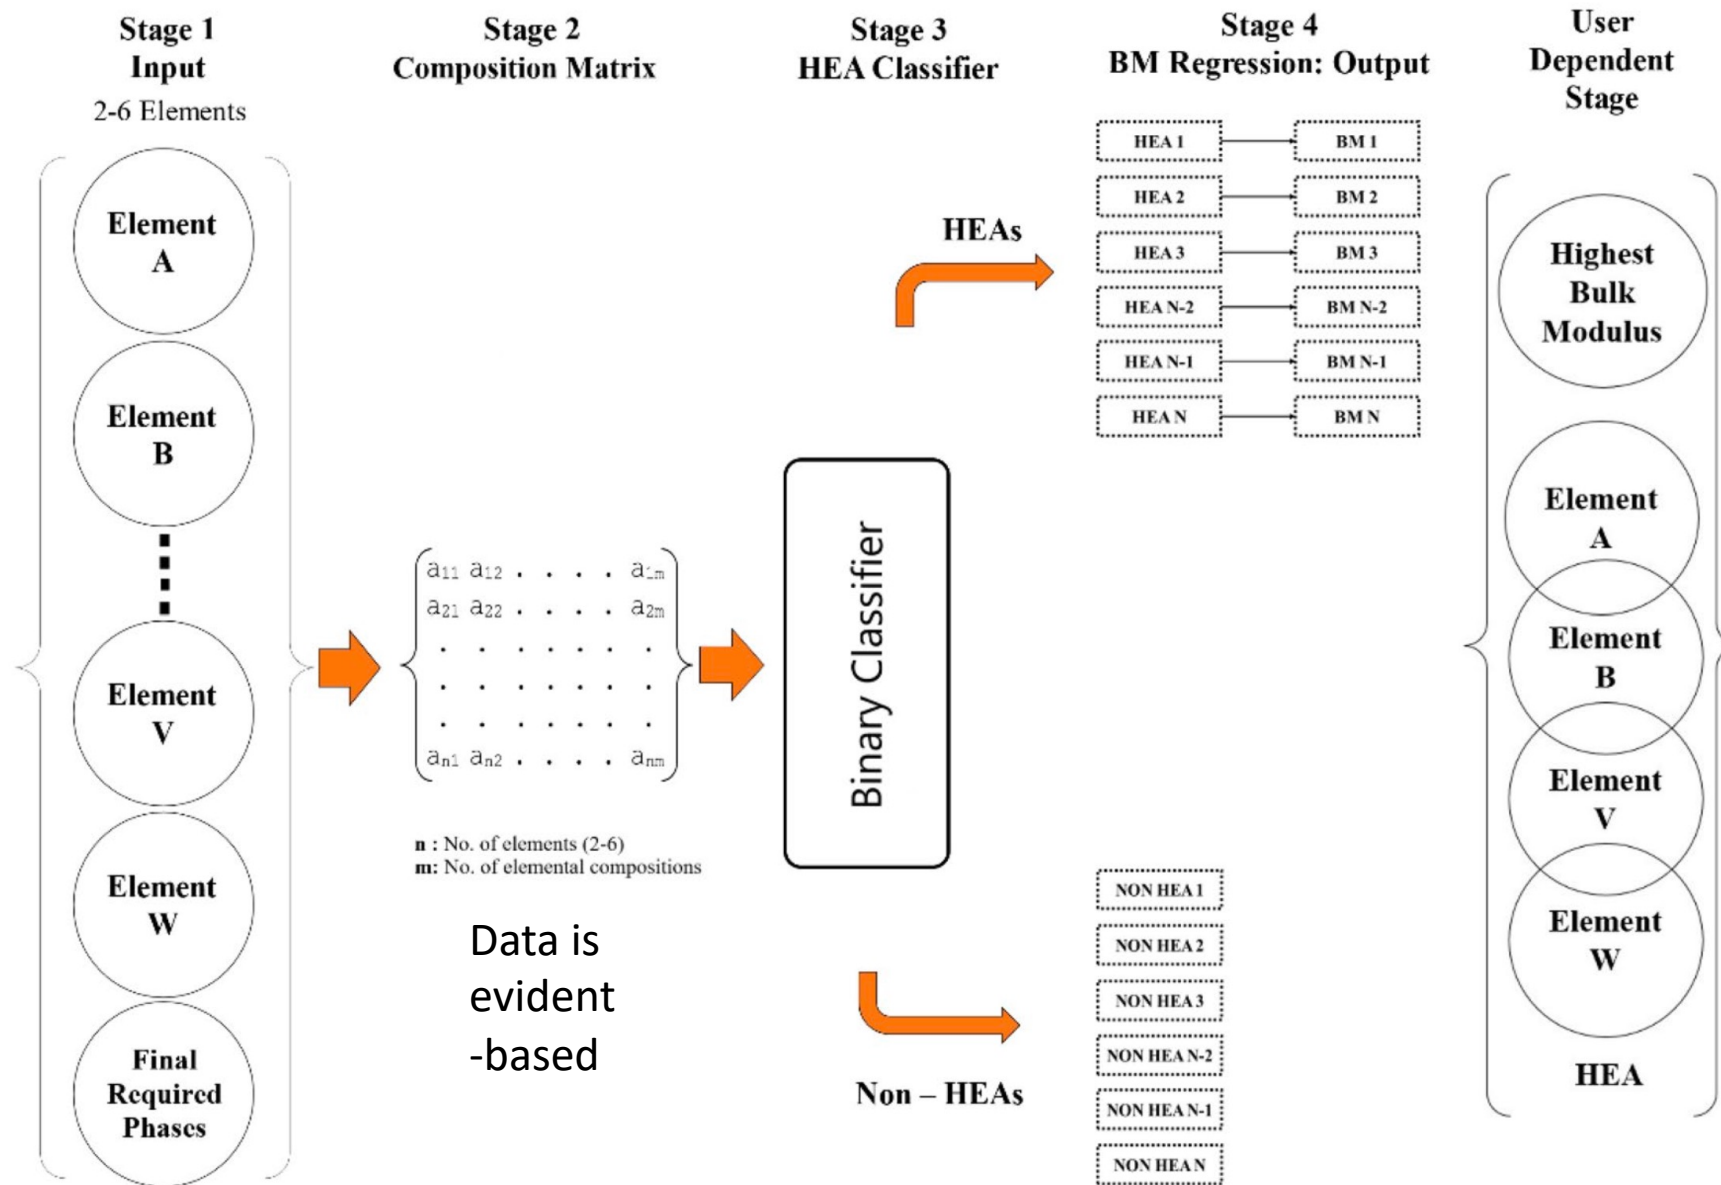 Stage 1
Input
2-6 Elements
Element
A
Element
B
Element
V
Element
W
Final
Required
Phases
Stage 2
Composition Matrix
a11 a12 . . . . a1m
a21 a22 . . . . a2m
. . . . . . .
. . . . . . .
. . . . . . .
an1 an2 . . . . anm
n : No. of elements (2-6)
m: No. of elemental compositions
Data is
evident
-based
Stage 3
HEA Classifier
Binary Classifier
HEAs
Non – HEAs
Stage 4
BM Regression: Output
HEA 1 BM 1
HEA 2 BM 2
HEA 3 BM 3
HEA N-2 BM N-2
HEA N-1 BM N-1
HEA N BM N
NON HEA 1
NON HEA 2
NON HEA 3
NON HEA N-2
NON HEA N-1
NON HEA N
User
Dependent
Stage
Highest
Bulk
Modulus
Element
A
Element
B
Element
V
Element
W
HEA